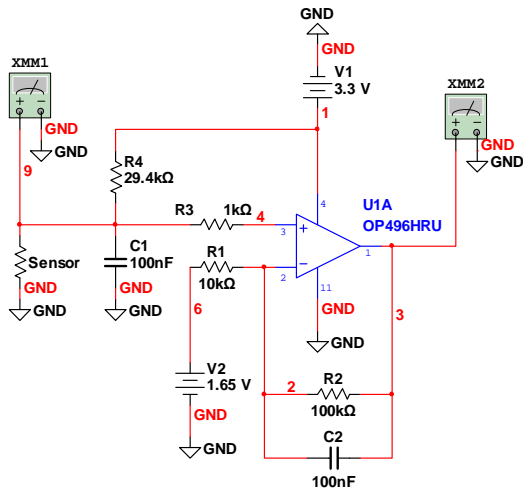 GND
GND
V1
3.3 V
1
XMM1
GND
GND
9
XMM2
GND
GND
R4
29.4kΩ
R3
1kΩ
4
4
3
U1A
OP496HRU
1
2
11
Sensor
GND
GND
C1
100nF
GND
GND
R1
10kΩ
6
GND
GND
3
V2
1.65 V
GND
GND
2
R2
100kΩ
C2
100nF